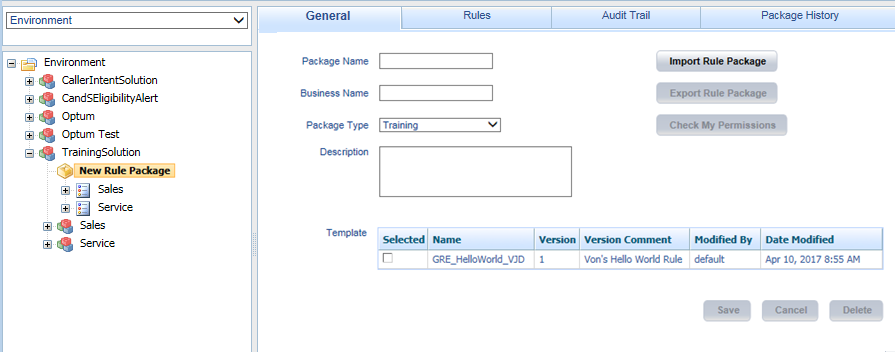 Environment
Environment
CallerIntentSolution
CandSEligibilityAlert
Optum
Optum Test
TrainingSolution
New Rule Package
Sales
Service
Sales
Service
General Rules Audit Trail Package History
Package Name Import Rule Package
Business Name Export Rule Package
Package Type Training Check My Permissions
Description
Template
Selected Name Version Version Comment Modified By Date Modified
GRE_HelloWorld_VJD 1 Von's Hello World Rule default Apr 10, 2017 8:55 AM
Save Cancel Delete